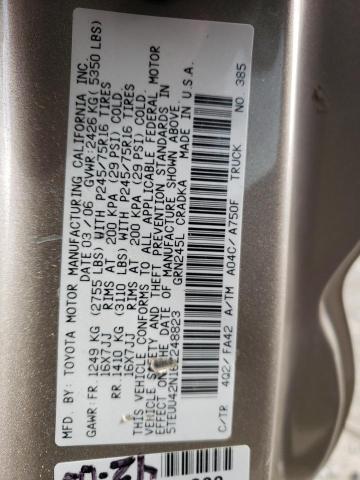 MFD. BY: TOYOTA MOTOR MANUFACTURING CALIFORNIA INC.
DATE 03 / 06 GVWR: 2426 KG( 5350 LBS)
GAWR: FR. 1249 KG (2755 LBS) WITH P245/75R16 TIRES
16X7JJ RIMS AT 200 KPA (29 PSI) COLD.
RR. 1410 KG (3110 LBS) WITH P245/75R16 TIRES
16X7JJ RIMS AT 200 KPA (29 PSI) COLD.
THIS VEHICLE CONFORMS TO ALL APPLICABLE FEDERAL MOTOR
VEHICLE SAFETY AND THEFT PREVENTION STANDARDS IN
EFFECT ON THE DATE OF MANUFACTURE SHOWN ABOVE.
GRN245L CRADKA MADE IN U.S.A.
C/TR 4Q2/ FA42 A/TM A04C/ A750F TRUCK NO 385